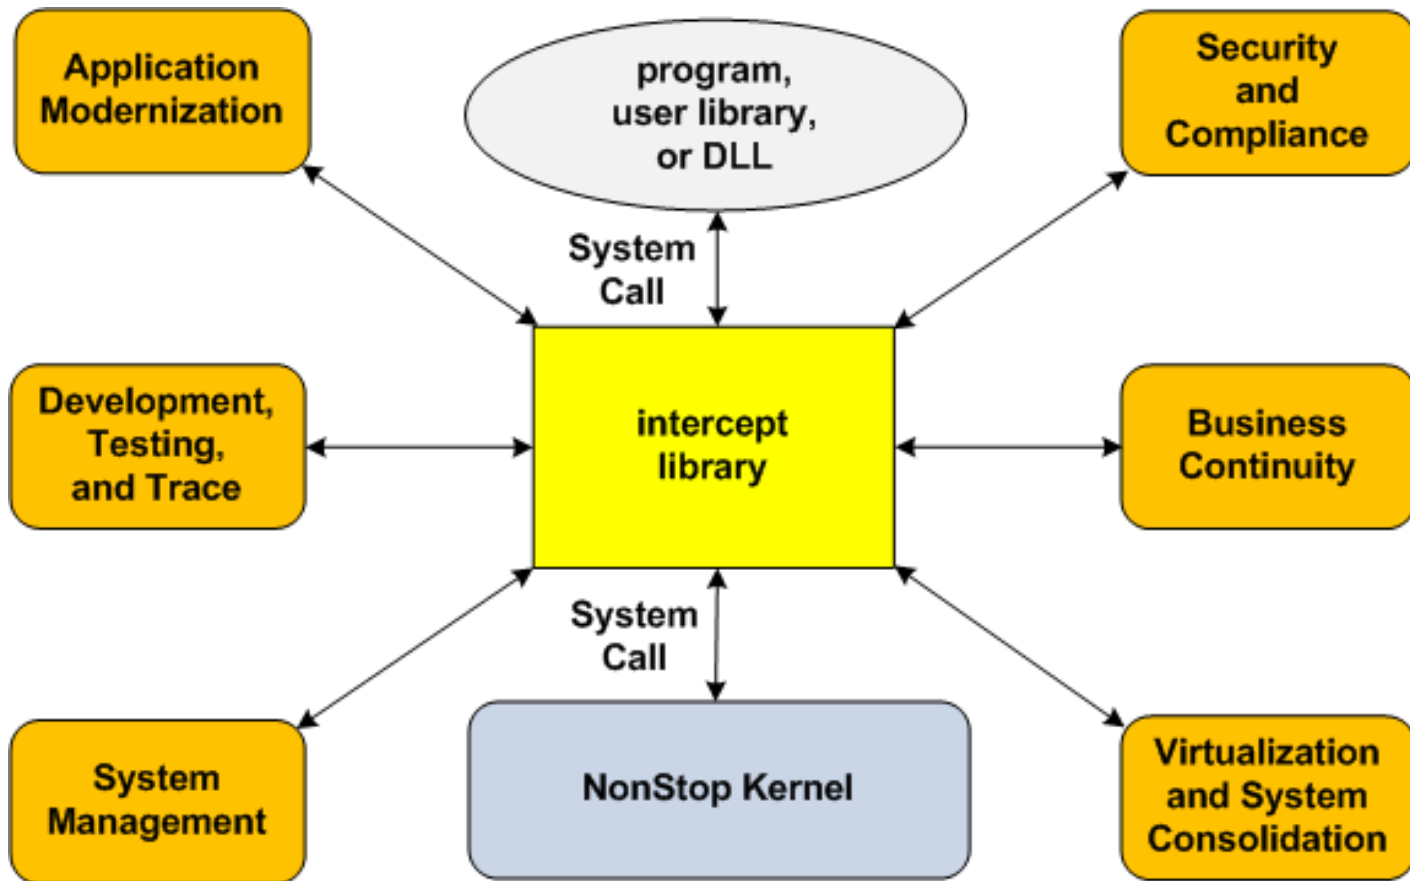 Application
Modernization
program,
user library,
or DLL
Security
and
Compliance
System
Call
Development,
Testing,
and Trace
intercept
library
Business
Continuity
System
Call
System
Management
NonStop Kernel
Virtualization
and System
Consolidation